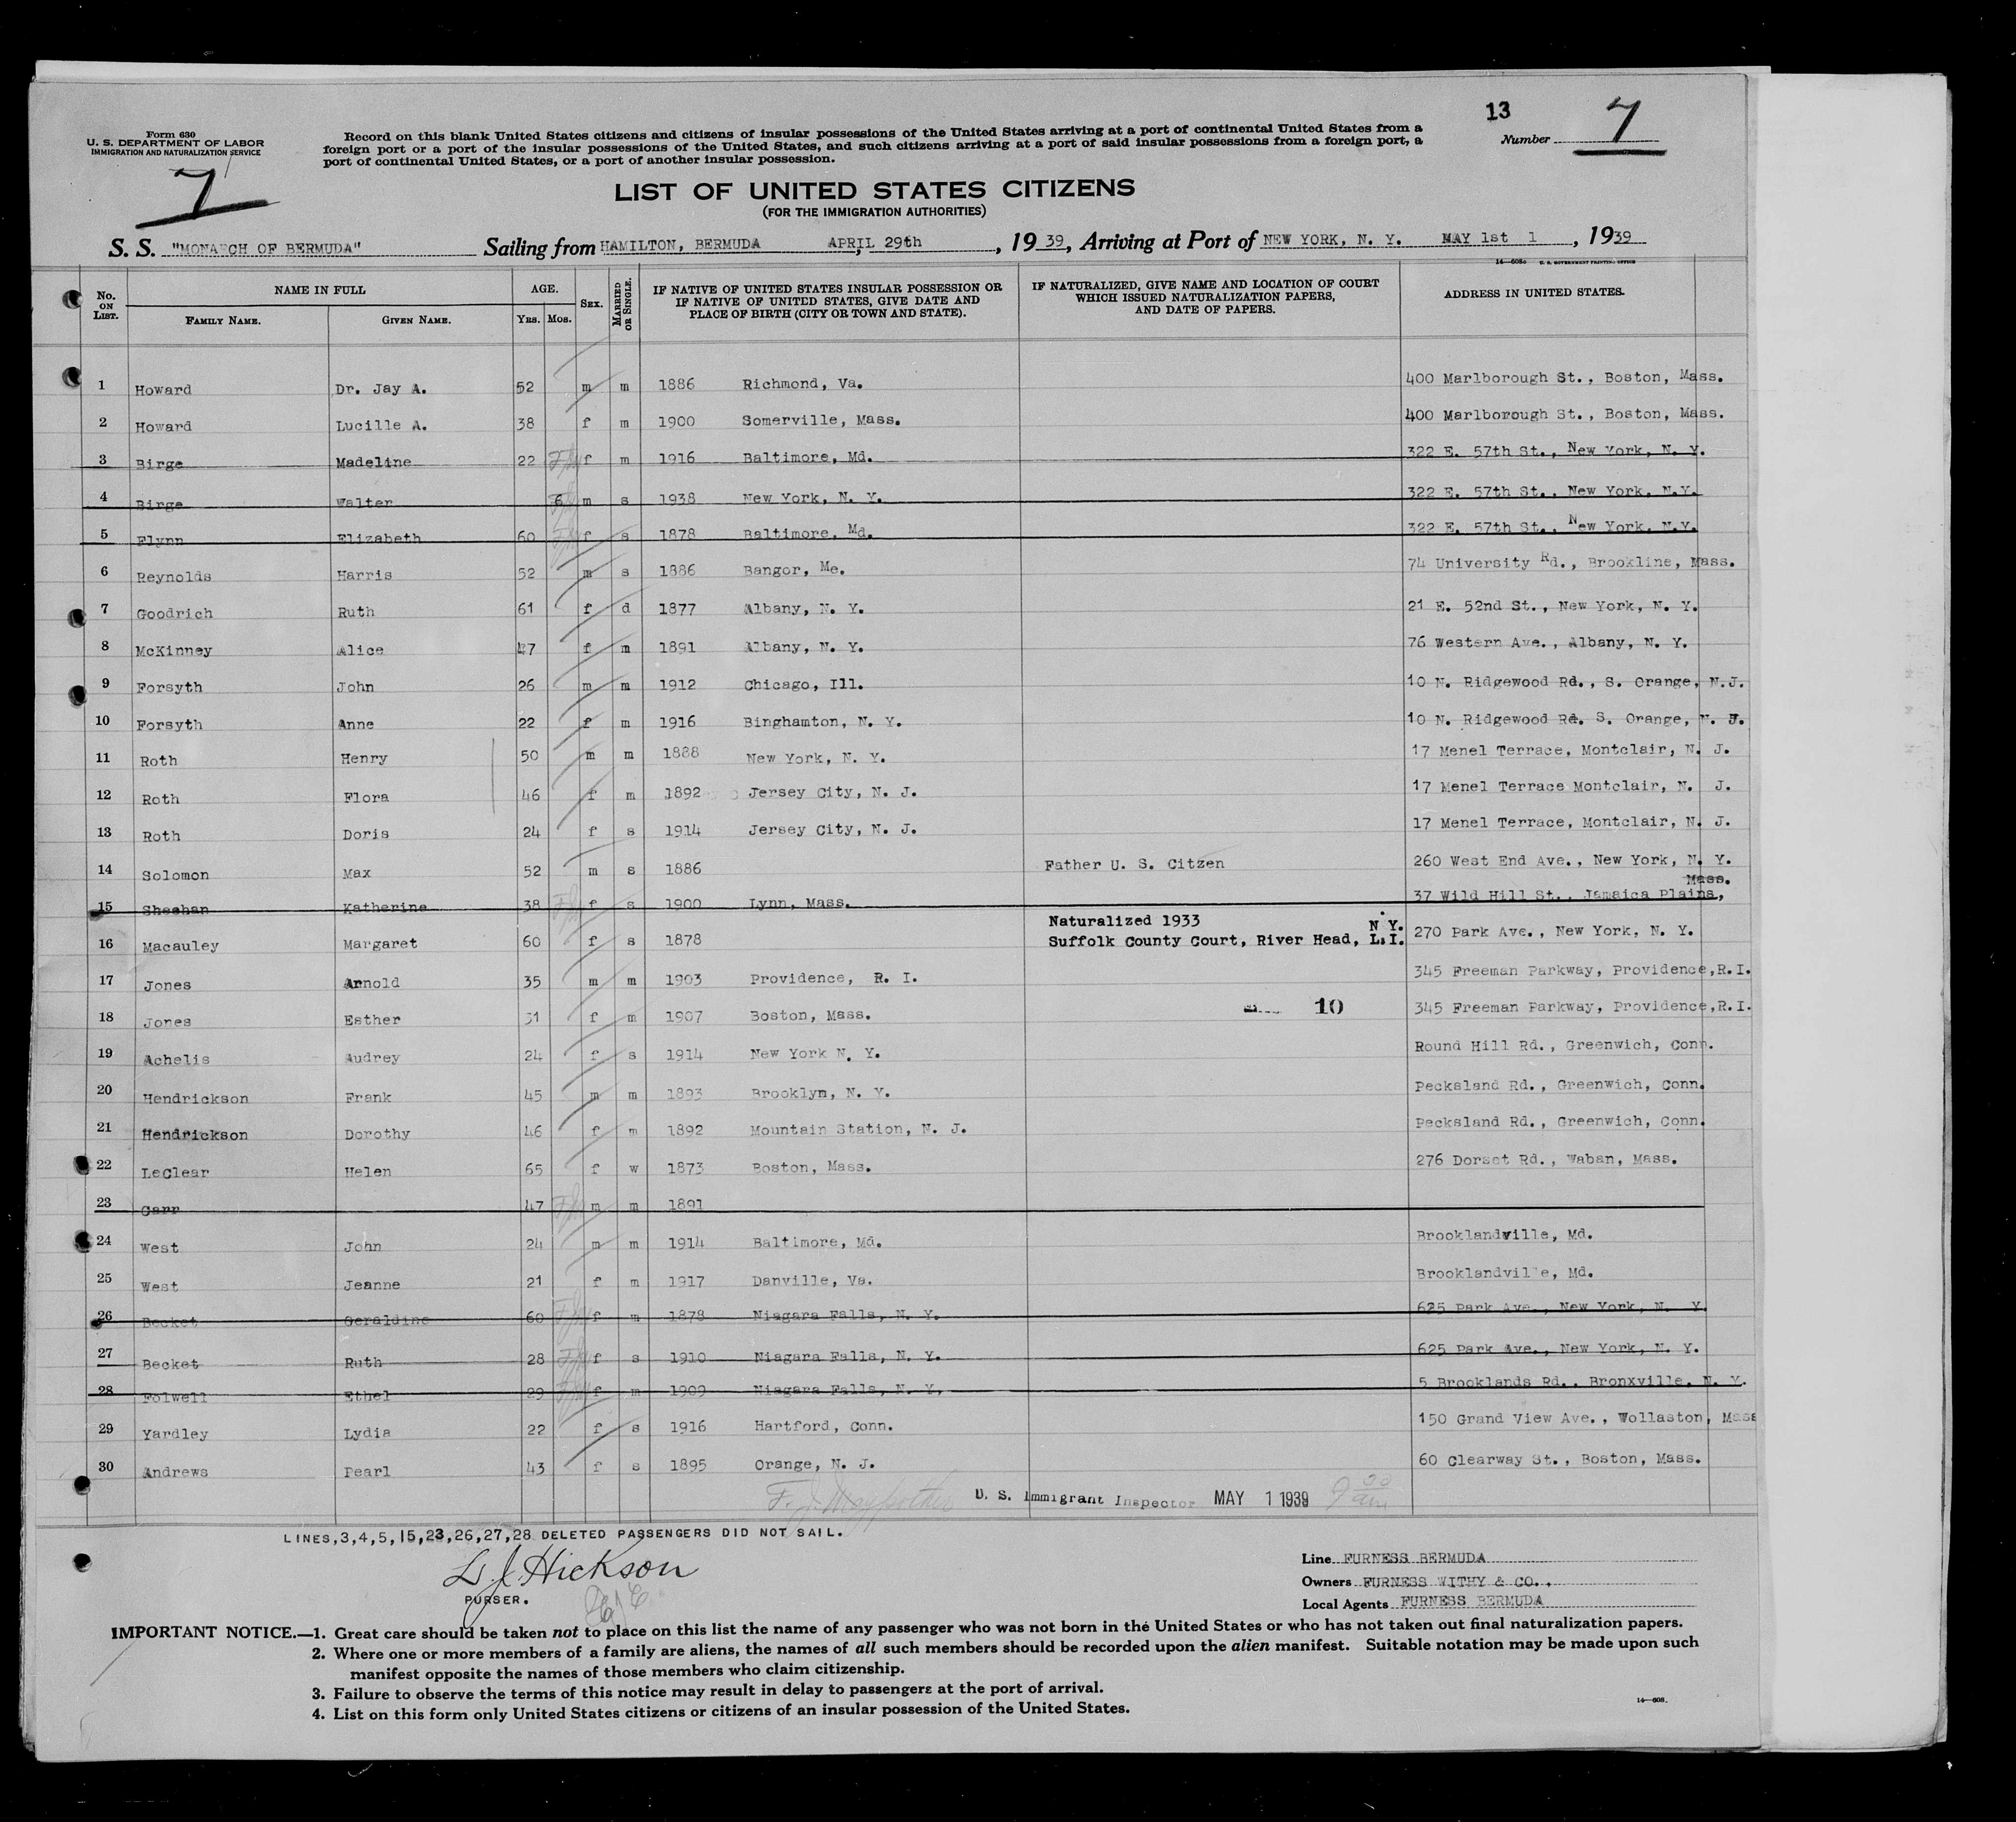 13
Form 630
U. S. DEPARTMENT OF LABOR
IMMIGRATION AND NATURALIZATION SERVICE
7
Record on this blank United States citizens and citizens of insular possessions of the United States arriving at a port of continental United States from a
foreign port or a port of the insular possessions of the United States, and such citizens arriving at a port of said insular possessions from a foreign port, a
port of continental United States, or a port of another insular possession.
Number 7
LIST OF UNITED STATES CITIZENS
(FOR THE IMMIGRATION AUTHORITIES)
S. S. "MONARCH OF BERMUDA" Sailing from HAMILTON, BERMUDA APRIL 29th, 1939, Arriving at Port of NEW YORK, N. Y. MAY 1st 1, 1939
14—608c U. S. GOVERNMENT PRINTING OFFICE
No. ON LIST. NAME IN FULL FAMILY NAME. GIVEN NAME. AGE. YRS. MOS. SEX. MARRIED OR SINGLE. IF NATIVE OF UNITED STATES INSULAR POSSESSION OR IF NATIVE OF UNITED STATES, GIVE DATE AND PLACE OF BIRTH (CITY OR TOWN AND STATE). IF NATURALIZED, GIVE NAME AND LOCATION OF COURT WHICH ISSUED NATURALIZATION PAPERS, AND DATE OF PAPERS. ADDRESS IN UNITED STATES.
1 Howard Dr. Jay A. 52 m m 1886 Richmond, Va. 400 Marlborough St., Boston, Mass.
2 Howard Lucille A. 38 f m 1900 Somerville, Mass. 400 Marlborough St., Boston, Mass.
3 Birge Madeline 22 f m 1916 Baltimore, Md. 322 E. 57th St., New York, N. Y.
4 Birge Walter 6 m s 1938 New York, N. Y. 322 E. 57th St., New York, N.Y.
5 Flynn Elizabeth 60 f s 1878 Baltimore, Md. 322 E. 57th St., New York, N.Y.
6 Reynolds Harris 52 m s 1886 Bangor, Me. 74 University Rd., Brookline, Mass.
7 Goodrich Ruth 61 f d 1877 Albany, N. Y. 21 E. 52nd St., New York, N. Y.
8 McKinney Alice 47 f m 1891 Albany, N. Y. 76 Western Ave., Albany, N. Y.
9 Forsyth John 26 m m 1912 Chicago, Ill. 10 N. Ridgewood Rd., S. Orange, N.J.
10 Forsyth Anne 22 f m 1916 Binghamton, N. Y. 10 N. Ridgewood Rd. S. Orange, N. J.
11 Roth Henry 50 m m 1888 New York, N. Y. 17 Menel Terrace, Montclair, N. J.
12 Roth Flora 46 f m 1892 Jersey City, N. J. 17 Menel Terrace Montclair, N. J.
13 Roth Doris 24 f s 1914 Jersey City, N. J. 17 Menel Terrace, Montclair, N. J.
14 Solomon Max 52 m s 1886 Father U. S. Citzen 260 West End Ave., New York, N. Y.
Mass.
15 Sheehan Katherine 38 f s 1900 Lynn, Mass. 37 Wild Hill St., Jamaica Plains,
Naturalized 1933 N Y.
16 Macauley Margaret 60 f s 1878 Suffolk County Court, River Head, L.I. 270 Park Ave., New York, N. Y.
17 Jones Arnold 35 m m 1903 Providence, R. I. 345 Freeman Parkway, Providence,R.I.
18 Jones Esther 31 f m 1907 Boston, Mass. 10 345 Freeman Parkway, Providence,R.I.
19 Achelis Audrey 24 f s 1914 New York N. Y. Round Hill Rd., Greenwich, Conn.
20 Hendrickson Frank 45 m m 1893 Brooklyn, N. Y. Pecksland Rd., Greenwich, Conn.
21 Hendrickson Dorothy 46 f m 1892 Mountain Station, N. J. Pecksland Rd., Greenwich, Conn.
22 LeClear Helen 65 f w 1873 Boston, Mass. 276 Dorset Rd., Waban, Mass.
23 Carr 47 m m 1891
24 West John 24 m m 1914 Baltimore, Md. Brooklandville, Md.
25 West Jeanne 21 f m 1917 Danville, Va. Brooklandville, Md.
26 Becket Geraldine 60 f m 1878 Niagara Falls, N. Y. 625 Park Ave., New York, N. Y.
27 Becket Ruth 28 f s 1910 Niagara Falls, N. Y. 625 Park Ave., New York, N. Y.
28 Folwell Ethel 29 f m 1909 Niagara Falls, N. Y. 5 Brooklands Rd., Bronxville, N. Y.
29 Yardley Lydia 22 f s 1916 Hartford, Conn. 150 Grand View Ave., Wollaston, Mass
30 Andrews Pearl 43 f s 1895 Orange, N. J. 60 Clearway St., Boston, Mass.
U. S. Immigrant Inspector MAY 1 1939 9 30 am
LINES,3,4,5,15,23,26,27,28 DELETED PASSENGERS DID NOT SAIL.
L. J. Hickson
PURSER.
Line FURNESS BERMUDA
Owners FURNESS WITHY & CO.,
Local Agents FURNESS BERMUDA
IMPORTANT NOTICE.—1. Great care should be taken not to place on this list the name of any passenger who was not born in the United States or who has not taken out final naturalization papers.
2. Where one or more members of a family are aliens, the names of all such members should be recorded upon the alien manifest. Suitable notation may be made upon such
manifest opposite the names of those members who claim citizenship.
3. Failure to observe the terms of this notice may result in delay to passengers at the port of arrival.
4. List on this form only United States citizens or citizens of an insular possession of the United States.
14—608.